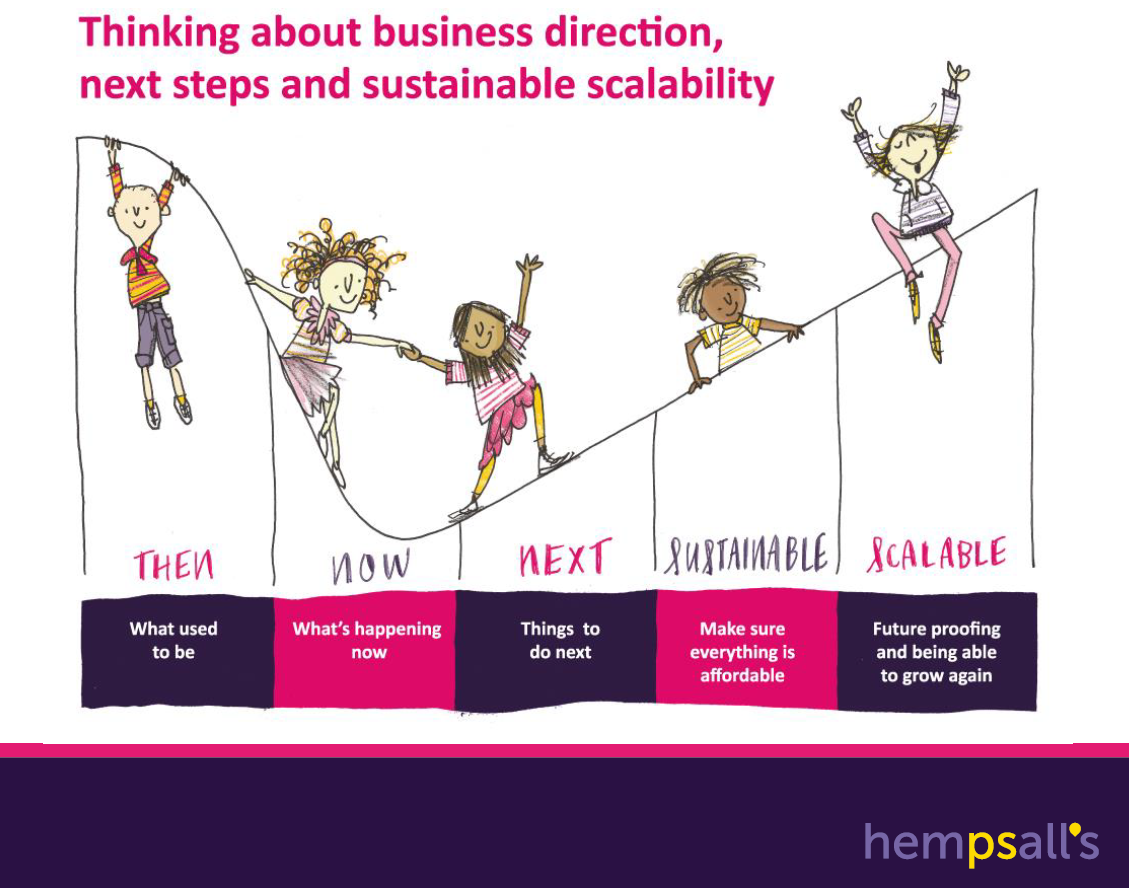 Thinking about business direction,
next steps and sustainable scalability
THEN
NOW
NEXT
SUSTAINABLE
SCALABLE
What used
to be
What's happening
now
Things to
do next
Make sure
everything is
affordable
Future proofing
and being able
to grow again
hempsall's